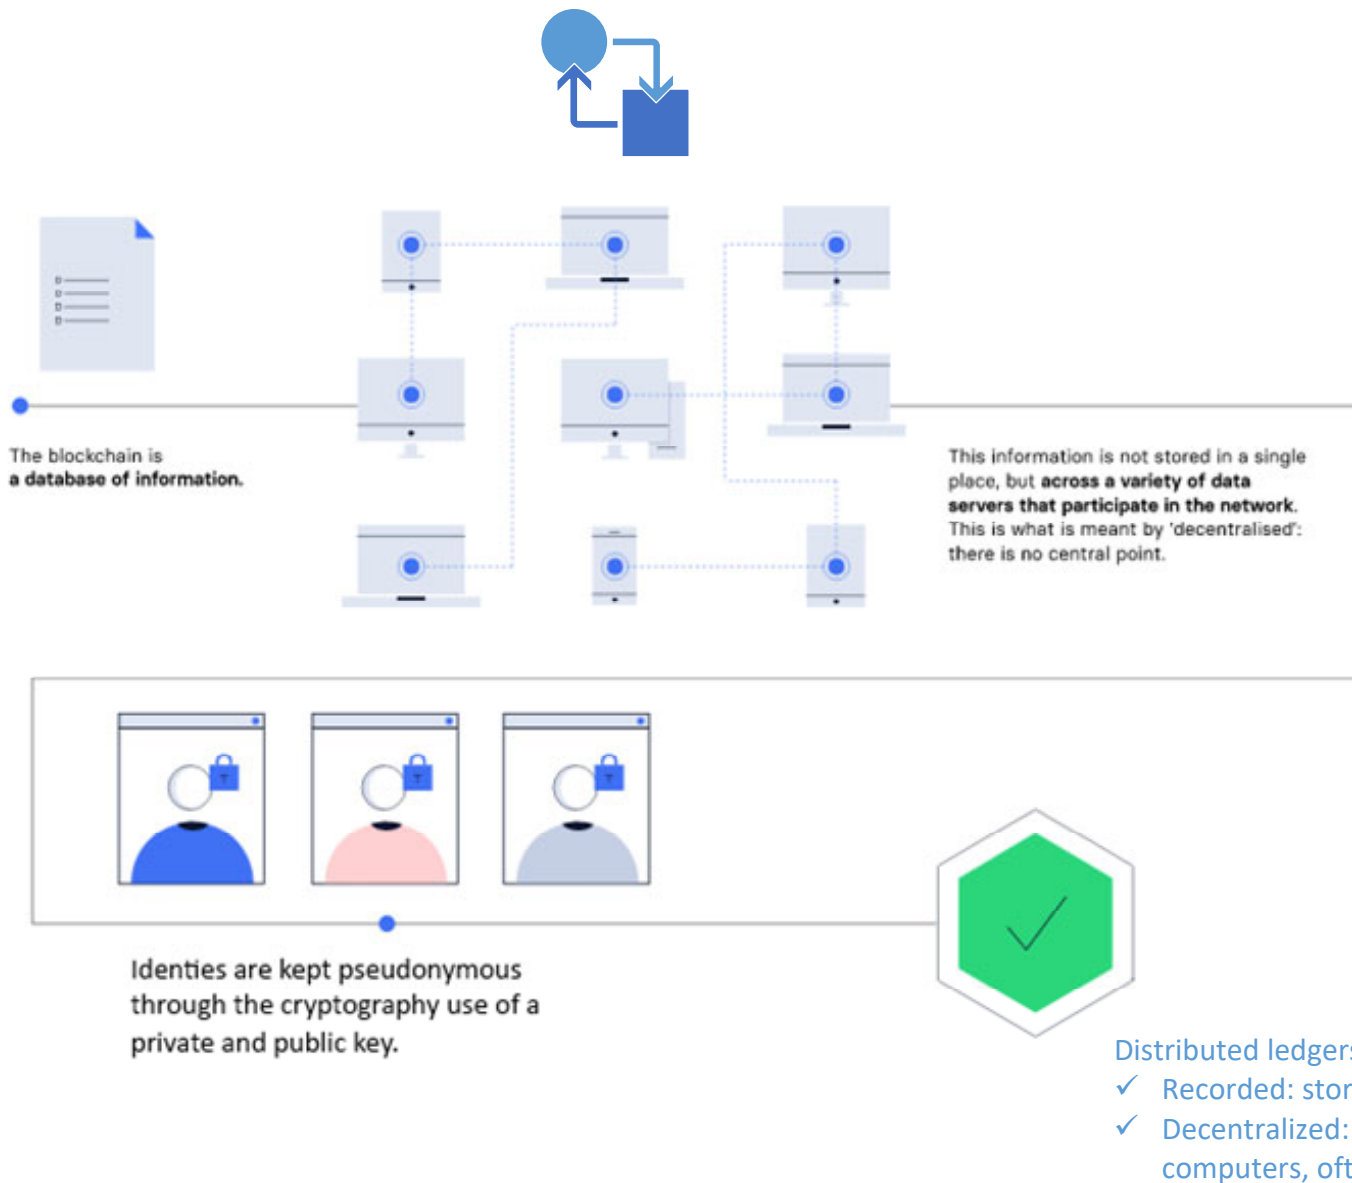 The blockchain is
a database of information.
This information is not stored in a single
place, but across a variety of data
servers that participate in the network.
This is what is meant by 'decentralised':
there is no central point.
Identies are kept pseudonymous
through the cryptography use of a
private and public key.
Distributed ledgers
✓ Recorded: stor
✓ Decentralized:
computers, oft